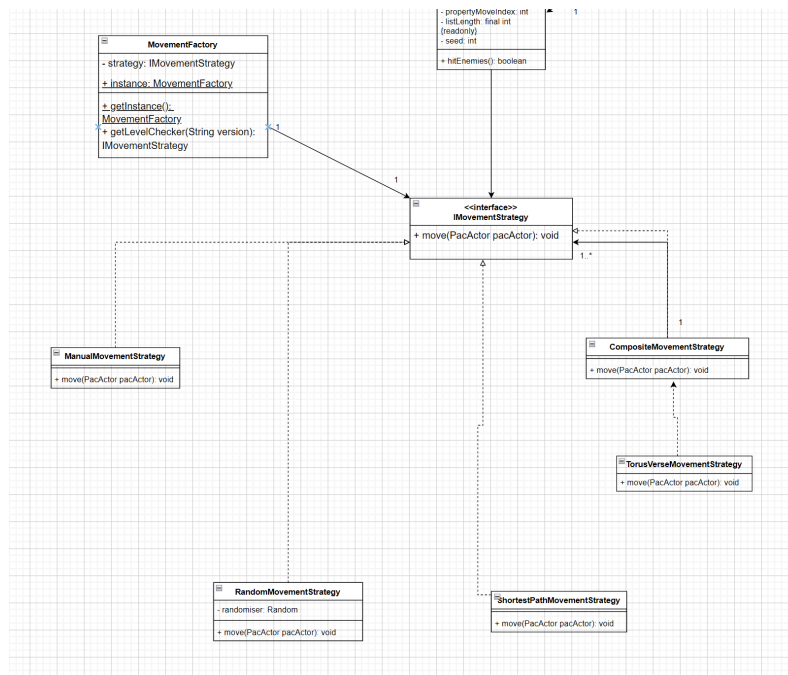 - propertyMoveIndex: int
- listLength: final int
{readonly}
- seed: int
+ hitEnemies(): boolean
1
MovementFactory
- strategy: IMovementStrategy
+ instance: MovementFactory
+ getInstance():
MovementFactory
+ getLevelChecker(String version):
IMovementStrategy
1
1
<<interface>>
IMovementStrategy
+ move(PacActor pacActor): void
1..*
1
ManualMovementStrategy
+ move(PacActor pacActor): void
CompositeMovementStrategy
+ move(PacActor pacActor): void
TorusVerseMovementStrategy
+ move(PacActor pacActor): void
RandomMovementStrategy
- randomiser: Random
+ move(PacActor pacActor): void
ShortestPathMovementStrategy
+ move(PacActor pacActor): void